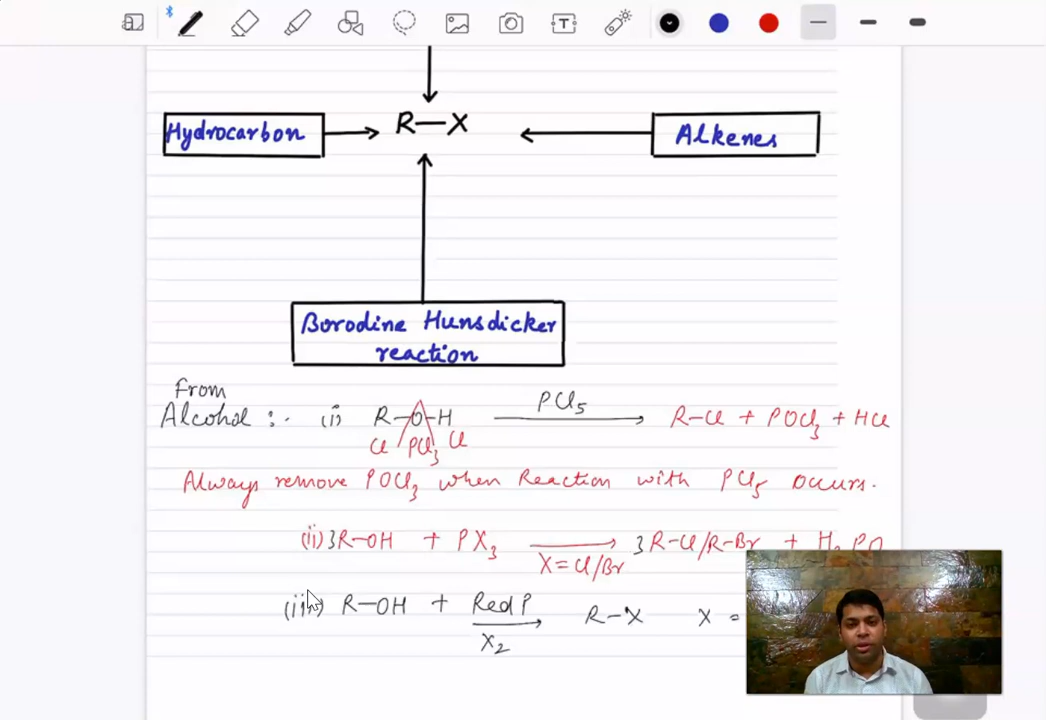 R—X
Hydrocarbon
Alkenes
Borodine Hunsdicker
reaction
From
Alcohol :- (i) R—O—H PCl5 R-Cl + POCl3 + HCl
Cl PCl3 Cl
Always remove POCl3 when Reaction with PCl5 occurs.
(ii) 3R-OH + PX3 3R-Cl/R-Br + H3PO
X = Cl/Br
(iii) R-OH + Red P R-X X =
X2